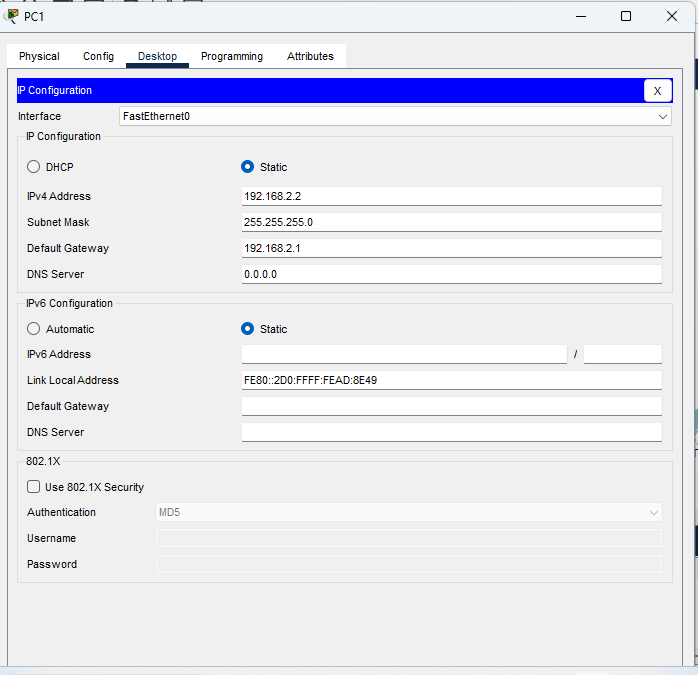 PC1
Physical Config Desktop Programming Attributes
IP Configuration X
Interface FastEthernet0
IP Configuration
DHCP Static
IPv4 Address 192.168.2.2
Subnet Mask 255.255.255.0
Default Gateway 192.168.2.1
DNS Server 0.0.0.0
IPv6 Configuration
Automatic Static
IPv6 Address /
Link Local Address FE80::2D0:FFFF:FEAD:8E49
Default Gateway
DNS Server
802.1X
Use 802.1X Security
Authentication MD5
Username
Password